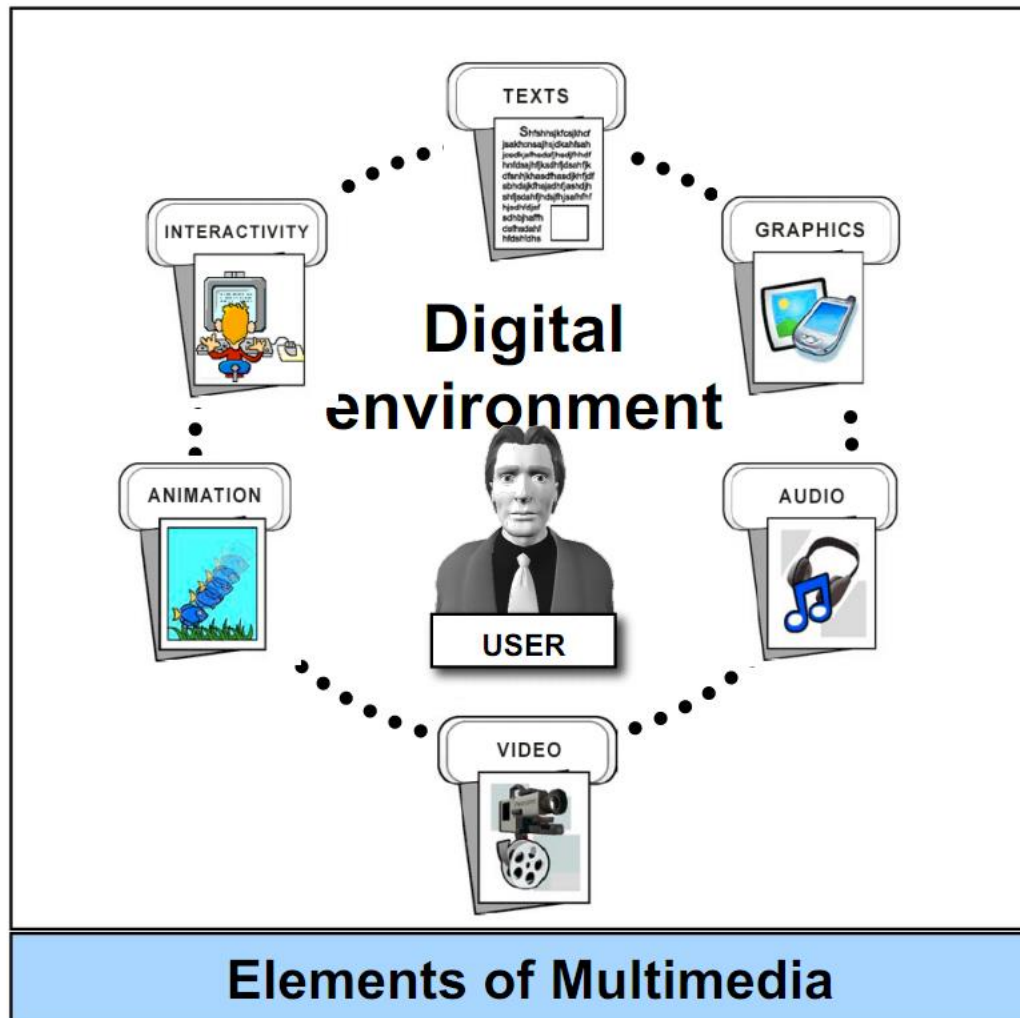 TEXTS
INTERACTIVITY
GRAPHICS
Digital
environment
ANIMATION
AUDIO
USER
VIDEO
Elements of Multimedia